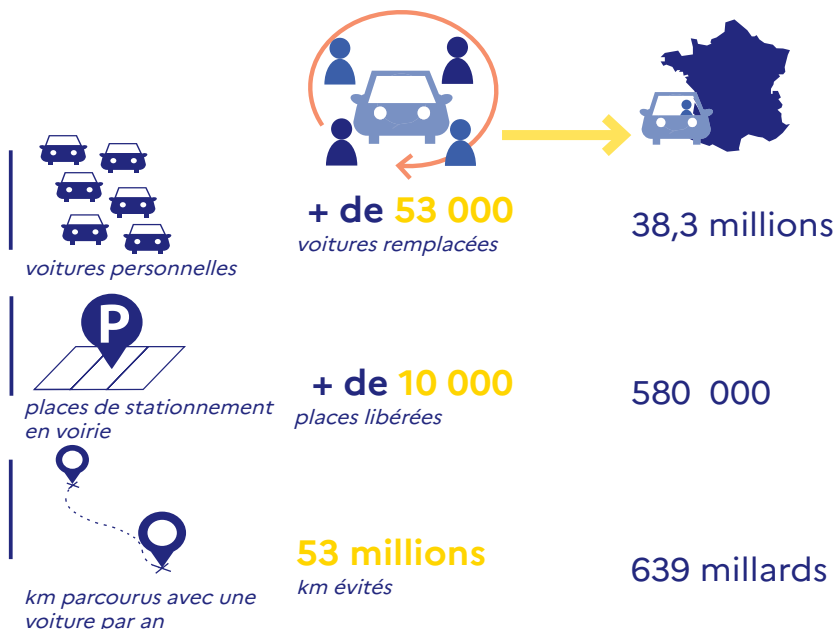 + de 53 000
voitures remplacées
38,3 millions
voitures personnelles
P
+ de 10 000
places libérées
580 000
places de stationnement
en voirie
53 millions
km évités
639 millards
km parcourus avec une
voiture par an